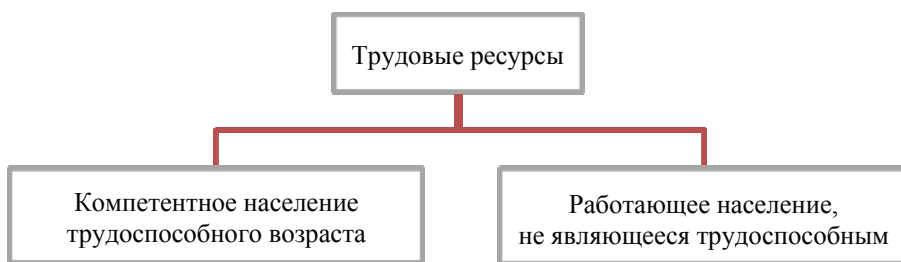 Трудовые ресурсы
Компетентное население
трудоспособного возраста
Работающее население,
не являющееся трудоспособным